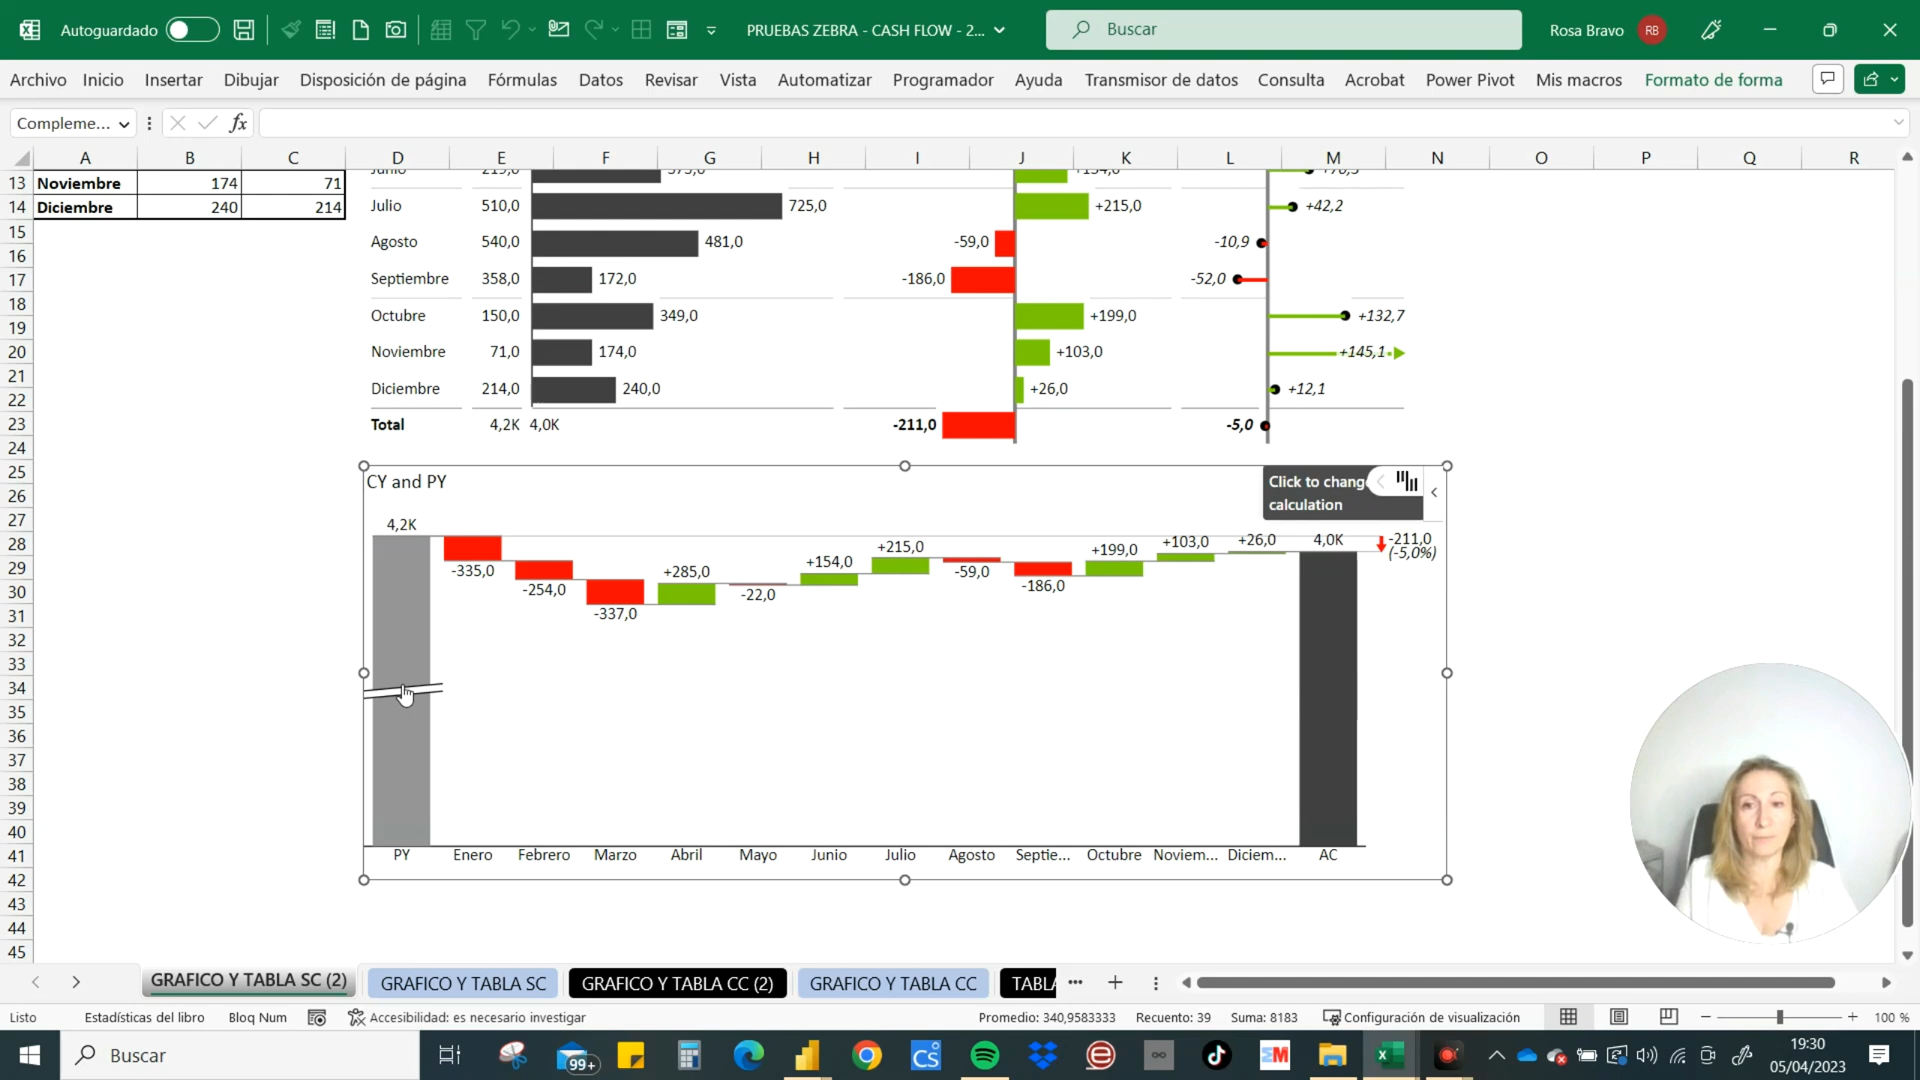 Autoguardado
PRUEBAS ZEBRA - CASH FLOW - 2...
Buscar
Rosa Bravo
RB
Archivo Inicio Insertar Dibujar Disposición de página Fórmulas Datos Revisar Vista Automatizar Programador Ayuda Transmisor de datos Consulta Acrobat Power Pivot Mis macros Formato de forma
Compleme...
fx
A B C D E F G H I J K L M N O P Q R
13 Noviembre 174 71
14 Diciembre 240 214
15
16
17
18
19
20
21
22
23
24
25
26
27
28
29
30
31
32
33
34
35
36
37
38
39
40
41
42
43
44
45
Julio 510,0 725,0 +215,0 +42,2
Agosto 540,0 481,0 -59,0 -10,9
Septiembre 358,0 172,0 -186,0 -52,0
Octubre 150,0 349,0 +199,0 +132,7
Noviembre 71,0 174,0 +103,0 +145,1
Diciembre 214,0 240,0 +26,0 +12,1
Total 4,2K 4,0K -211,0 -5,0
CY and PY
Click to chang
calculation
4,2K -335,0 -254,0 -337,0 +285,0 -22,0 +154,0 +215,0 -59,0 -186,0 +199,0 +103,0 +26,0 4,0K -211,0
(-5,0%)
PY Enero Febrero Marzo Abril Mayo Junio Julio Agosto Septie... Octubre Noviem... Diciem... AC
GRAFICO Y TABLA SC (2) GRAFICO Y TABLA SC GRAFICO Y TABLA CC (2) GRAFICO Y TABLA CC TABLA
Listo Estadísticas del libro Bloq Num Accesibilidad: es necesario investigar Promedio: 340,9583333 Recuento: 39 Suma: 8183 Configuración de visualización 100 %
Buscar
99+
19:30
05/04/2023